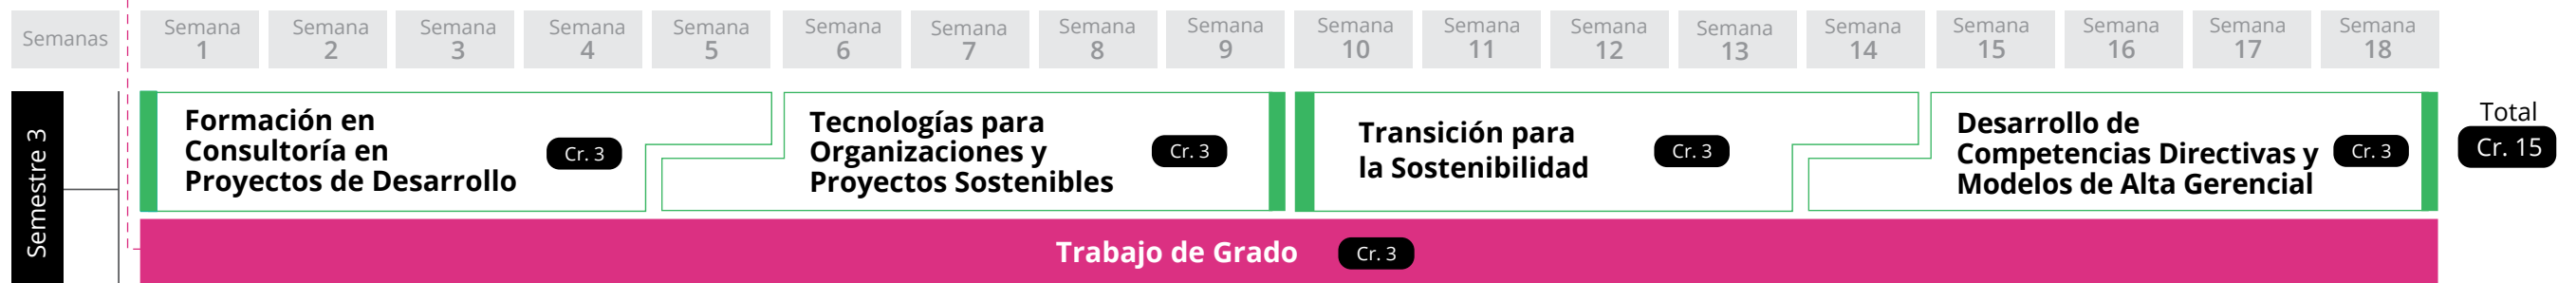 Semanas
Semana 1
Semana 2
Semana 3
Semana 4
Semana 5
Semana 6
Semana 7
Semana 8
Semana 9
Semana 10
Semana 11
Semana 12
Semana 13
Semana 14
Semana 15
Semana 16
Semana 17
Semana 18
Semestre 3
Formación en
Consultoría en
Proyectos de Desarrollo
Cr. 3
Tecnologías para
Organizaciones y
Proyectos Sostenibles
Cr. 3
Transición para
la Sostenibilidad
Cr. 3
Desarrollo de
Competencias Directivas y
Modelos de Alta Gerencial
Cr. 3
Total
Cr. 15
Trabajo de Grado
Cr. 3